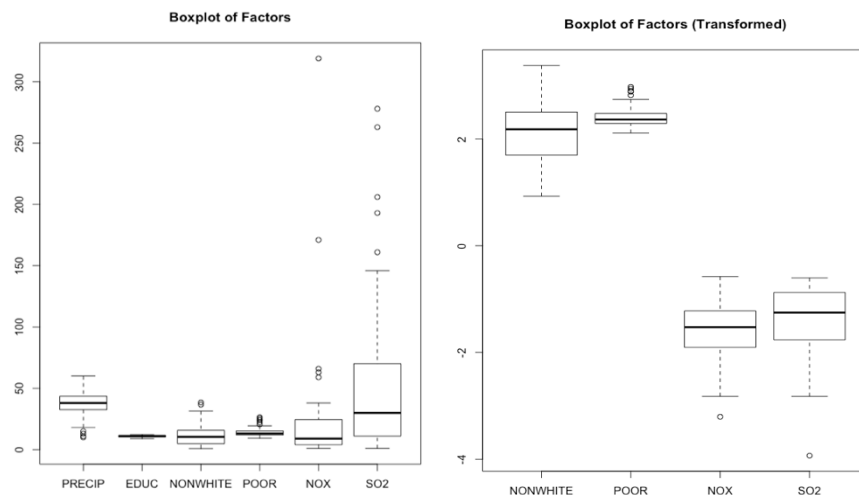 Boxplot of Factors
300
250
200
150
100
50
0
PRECIP EDUC NONWHITE POOR NOX SO2
Boxplot of Factors (Transformed)
2
0
-2
-4
NONWHITE POOR NOX SO2